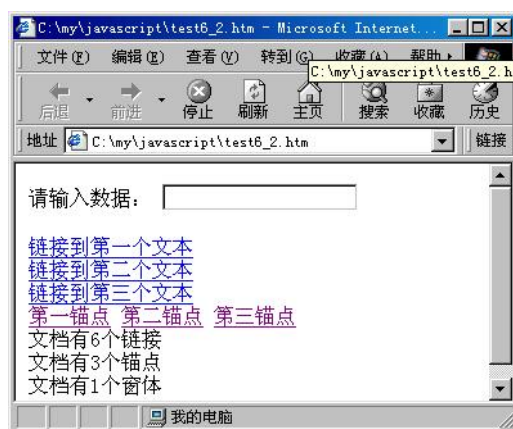 C:\my\javascript\test6_2.htm - Microsoft Internet...
文件(F) 编辑(E) 查看(V) 转到(G) 收藏(A) 帮助
C:\my\javascript\test6_2.h
后退 前进 停止 刷新 主页 搜索 收藏 历史
地址 C:\my\javascript\test6_2.htm 链接
请输入数据：
链接到第一个文本
链接到第二个文本
链接到第三个文本
第一锚点 第二锚点 第三锚点
文档有6个链接
文档有3个锚点
文档有1个窗体
我的电脑